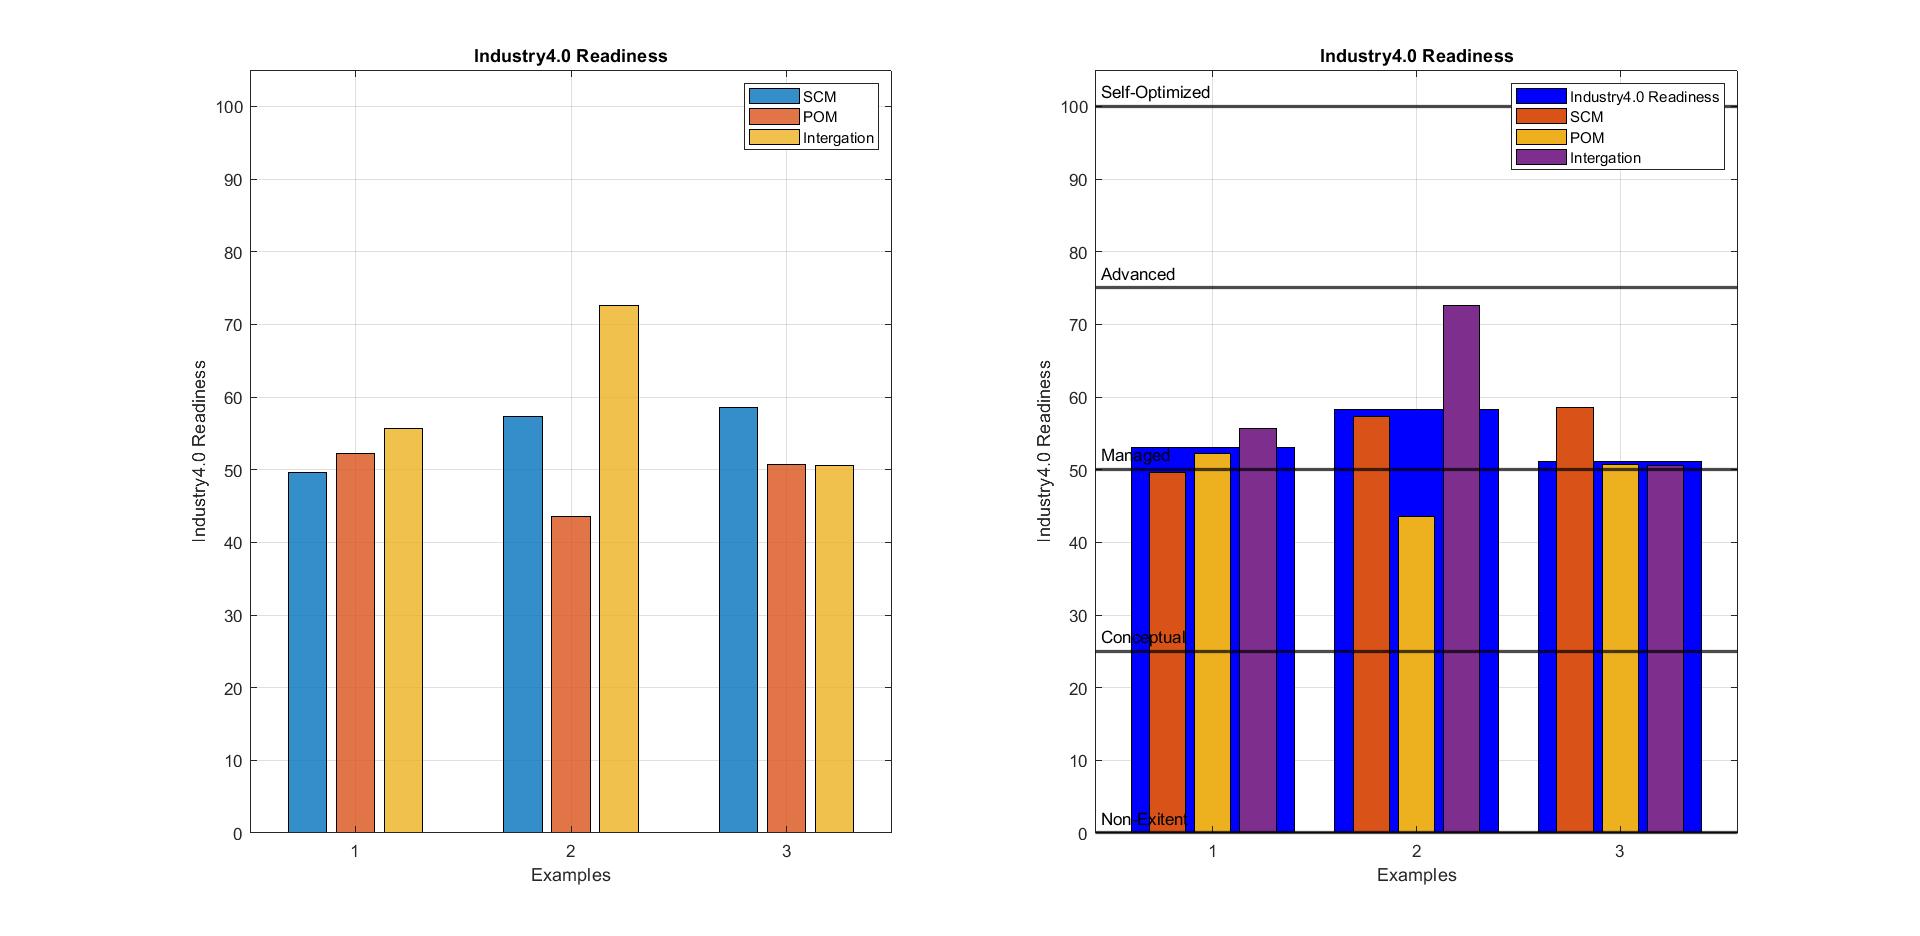 Industry4.0 Readiness
SCM
POM
Intergation
100
90
80
70
60
50
40
30
20
10
0
Industry4.0 Readiness
1
2
3
Examples
Industry4.0 Readiness
Industry4.0 Readiness
SCM
POM
Intergation
Self-Optimized
Advanced
Managed
Conceptual
Non-Exitent
100
90
80
70
60
50
40
30
20
10
0
Industry4.0 Readiness
1
2
3
Examples